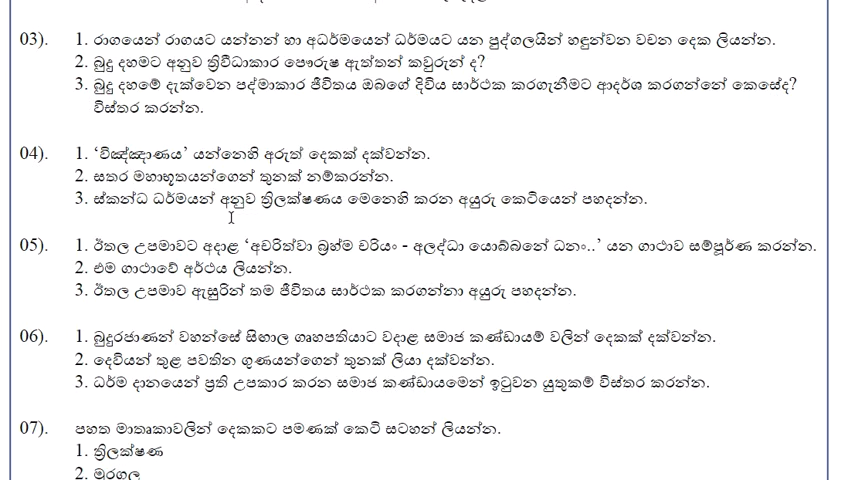 03). 1. රාගයෙන් රාගයට යන්නන් හා අධර්මයෙන් ධර්මයට යන පුද්ගලයින් හඳුන්වන වචන දෙක ලියන්න.
2. බුදු දහමට අනුව ත්‍රිවිධාකාර පෞරුෂ ඇත්තන් කවුරුන් ද?
3. බුදු දහමේ දැක්වෙන පද්මාකාර ජීවිතය ඔබගේ දිවිය සාර්ථක කරගැනීමට ආදර්ශ කරගන්නේ කෙසේද?
විස්තර කරන්න.
04). 1. ‘විඤ්ඤාණය’ යන්නෙහි අරුත් දෙකක් දක්වන්න.
2. සතර මහාභූතයන්ගෙන් තුනක් නම්කරන්න.
3. ස්කන්ධ ධර්මයන් අනුව ත්‍රිලක්ෂණය මෙනෙහි කරන අයුරු කෙටියෙන් පහදන්න.
05). 1. ඊතල උපමාවට අදාළ ‘අචරිත්වා බ්‍රහ්ම චරියං - අලද්ධා යොබ්බනේ ධනං..’ යන ගාථාව සම්පූර්ණ කරන්න.
2. එම ගාථාවේ අර්ථය ලියන්න.
3. ඊතල උපමාව ඇසුරින් තම ජීවිතය සාර්ථක කරගන්නා අයුරු පහදන්න.
06). 1. බුදුරජාණන් වහන්සේ සිඟාල ගෘහපතියාට වදාළ සමාජ කණ්ඩායම් වලින් දෙකක් දක්වන්න.
2. දෙවියන් තුළ පවතින ගුණයන්ගෙන් තුනක් ලියා දක්වන්න.
3. ධර්ම දානයෙන් ප්‍රති උපකාර කරන සමාජ කණ්ඩායමෙන් ඉටුවන යුතුකම් විස්තර කරන්න.
07). පහත මාතෘකාවලින් දෙකකට පමණක් කෙටි සටහන් ලියන්න.
1. ත්‍රිලක්ෂණ
2. මුරගල